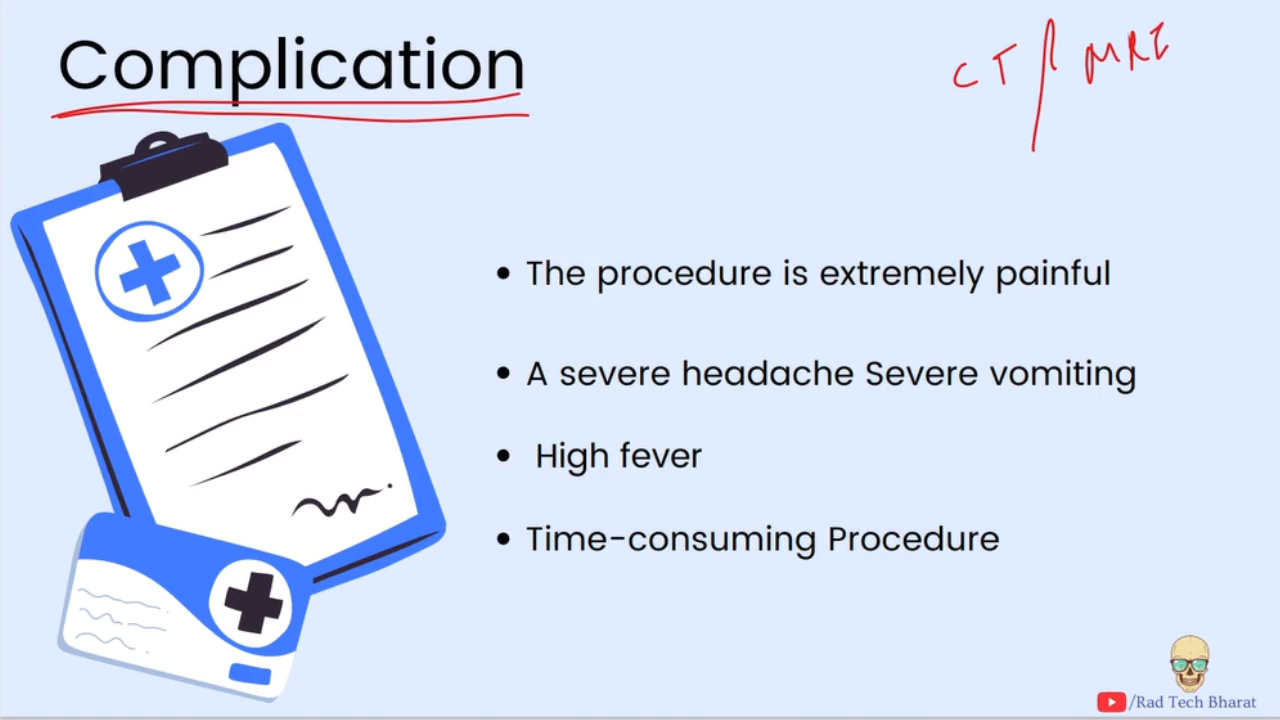 Complication
CT/MRI
• The procedure is extremely painful
• A severe headache Severe vomiting
• High fever
• Time-consuming Procedure
/Rad Tech Bharat